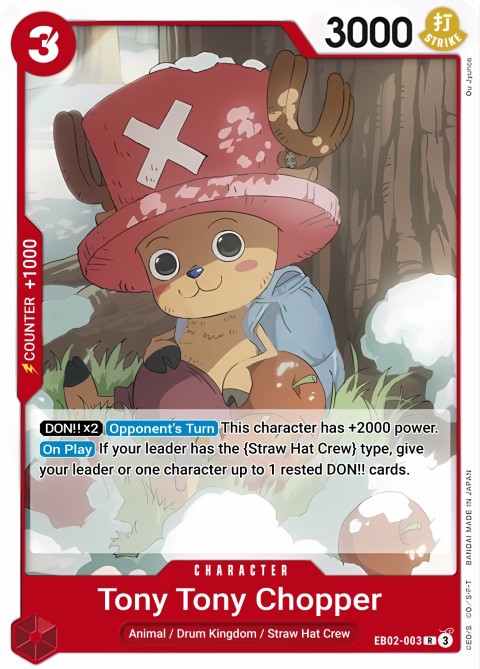 3
3000
打
STRIKE
Ou Jyunco
COUNTER +1000
DON!! x2 Opponent's Turn This character has +2000 power.
On Play If your leader has the {Straw Hat Crew} type, give
your leader or one character up to 1 rested DON!! cards.
CHARACTER
Tony Tony Chopper
Animal / Drum Kingdom / Straw Hat Crew
EB02-003 R 3
©ED/S ©O/S・F・T BANDAI MADE IN JAPAN